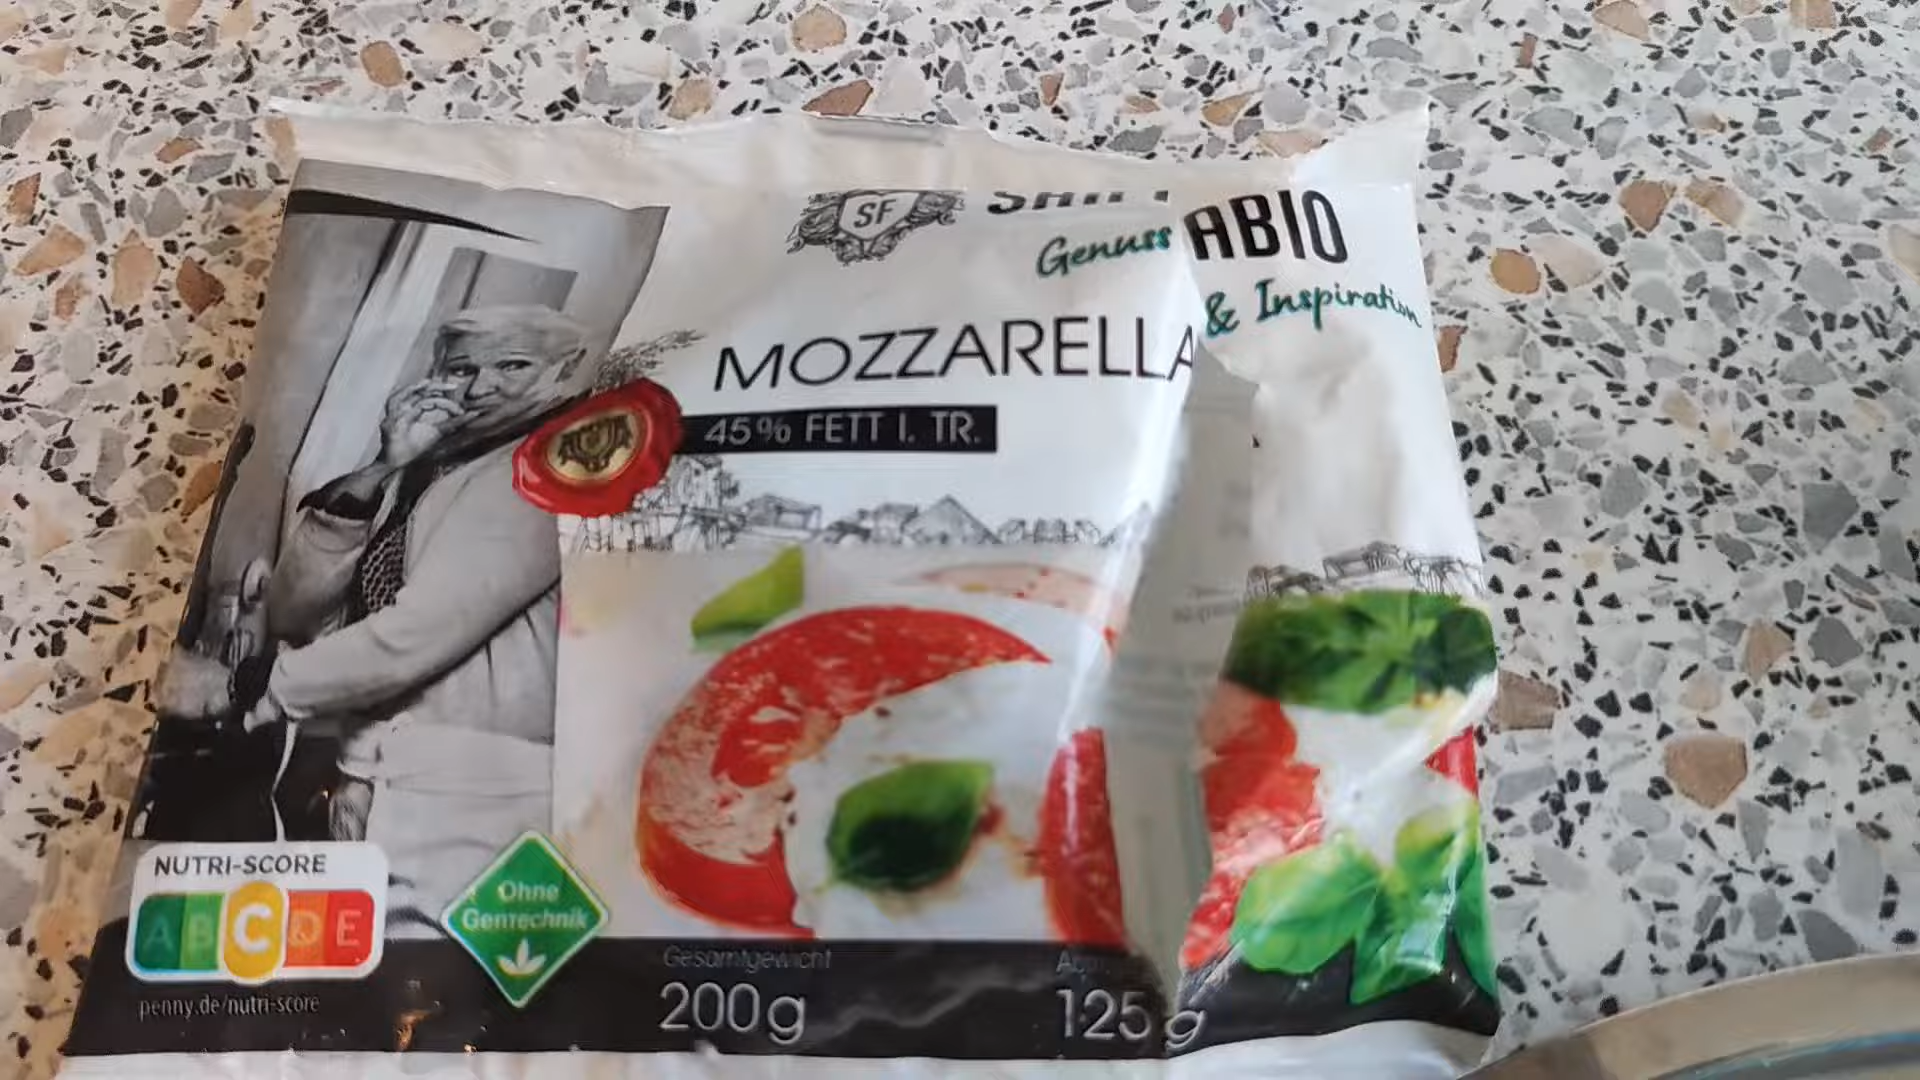 SF
ABIO
Genuss
& Inspiration
MOZZARELLA
45% FETT I. TR.
NUTRI-SCORE
A B C D E
penny.de/nutri-score
Ohne
Gentechnik
Gesamtgewicht
200g
125g